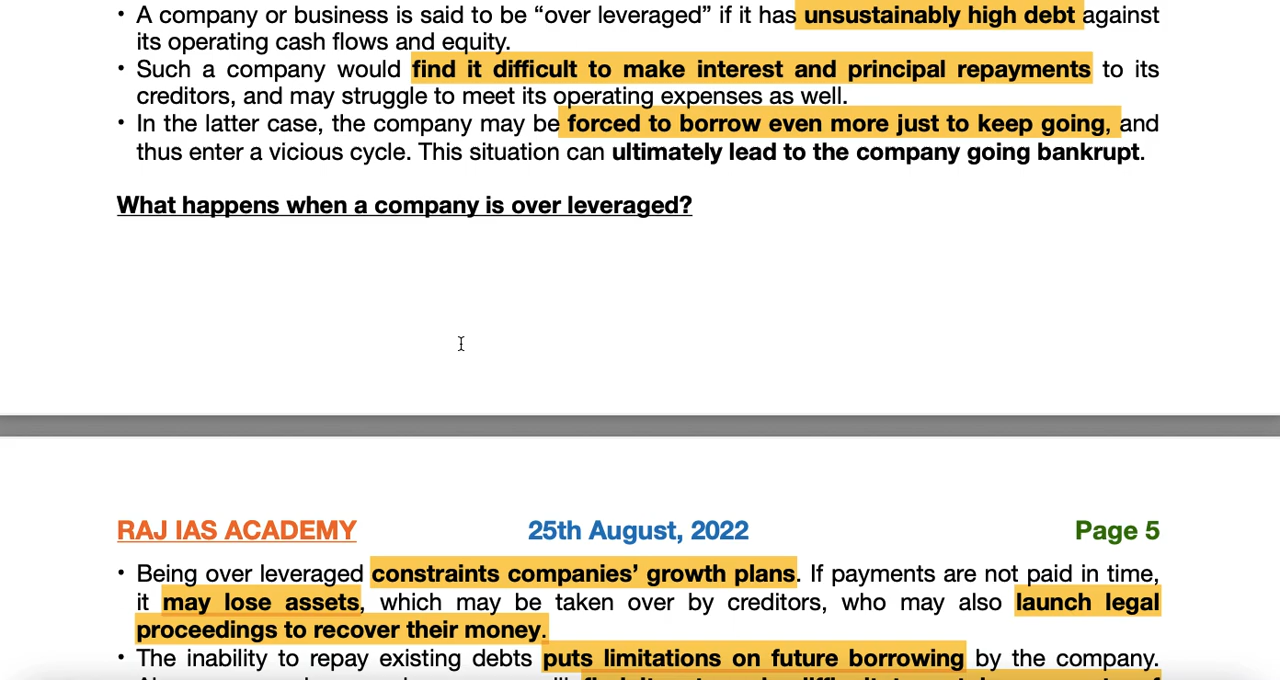 • A company or business is said to be “over leveraged” if it has unsustainably high debt against
its operating cash flows and equity.
• Such a company would find it difficult to make interest and principal repayments to its
creditors, and may struggle to meet its operating expenses as well.
• In the latter case, the company may be forced to borrow even more just to keep going, and
thus enter a vicious cycle. This situation can ultimately lead to the company going bankrupt.
What happens when a company is over leveraged?
RAJ IAS ACADEMY 25th August, 2022 Page 5
• Being over leveraged constraints companies’ growth plans. If payments are not paid in time,
it may lose assets, which may be taken over by creditors, who may also launch legal
proceedings to recover their money.
• The inability to repay existing debts puts limitations on future borrowing by the company.